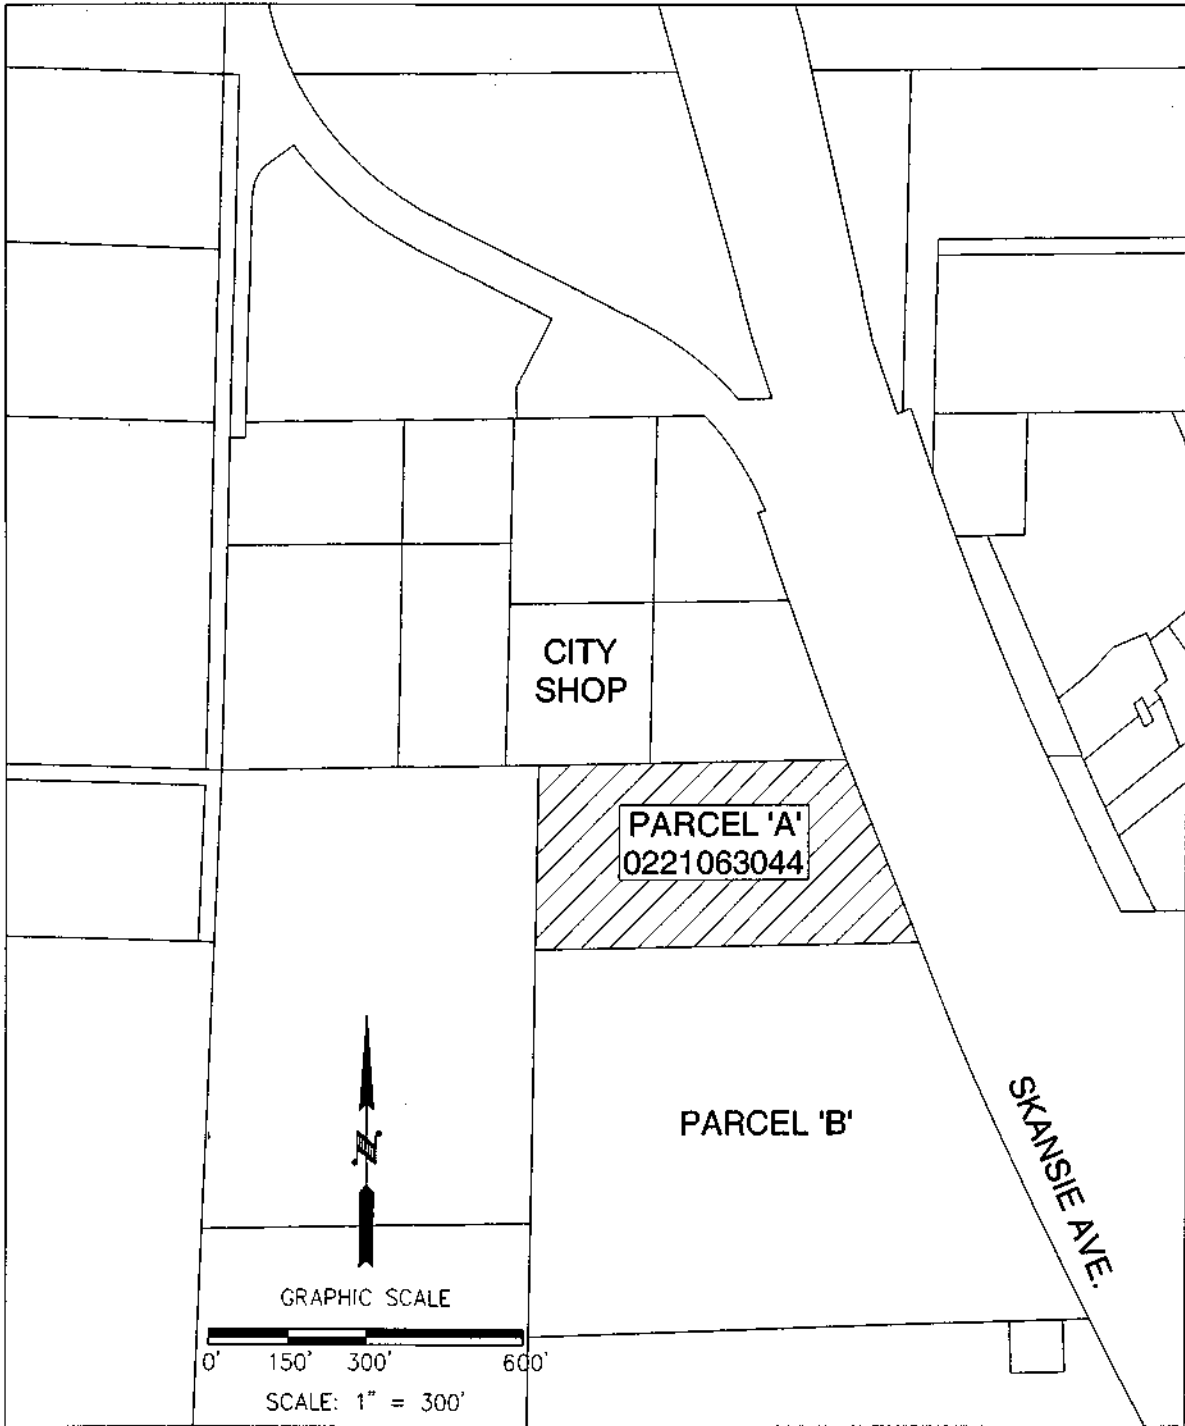 CITY
SHOP
PARCEL 'A'
0221063044
PARCEL 'B'
SKANSIE AVE.
N
GRAPHIC SCALE
0' 150' 300' 600'
SCALE: 1" = 300'